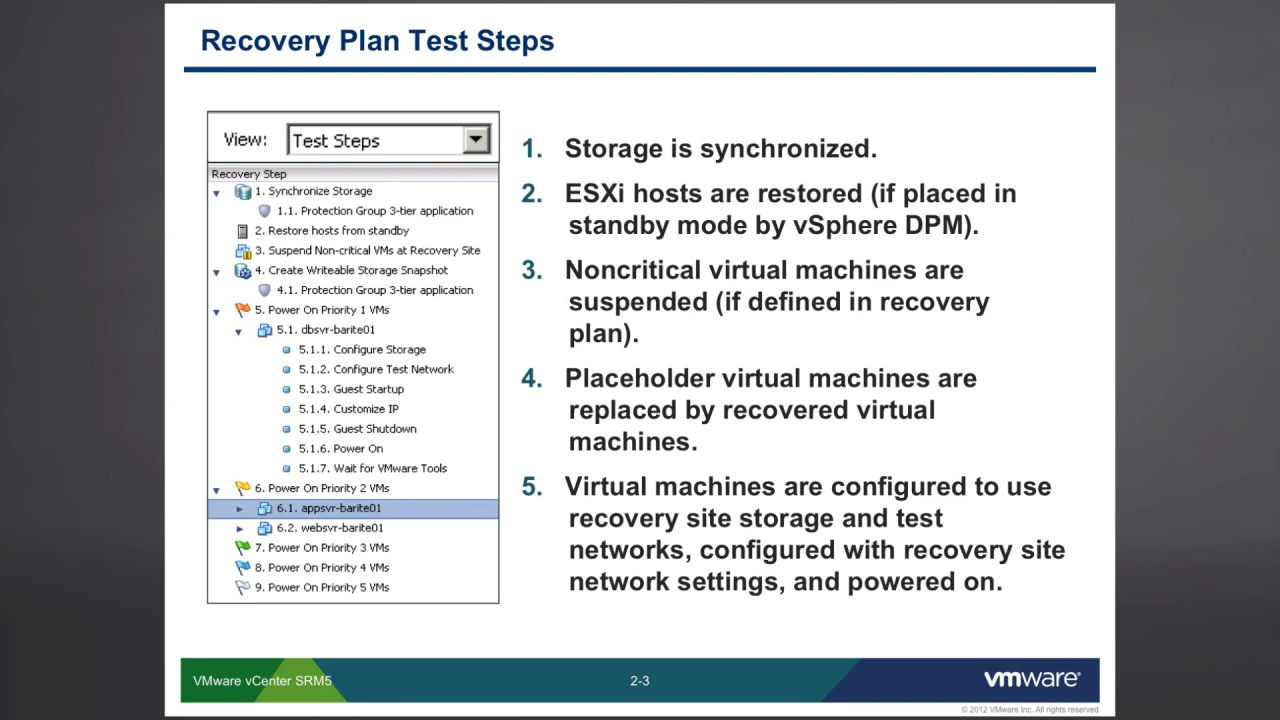 Recovery Plan Test Steps
View: Test Steps
Recovery Step
1. Synchronize Storage
1.1. Protection Group 3-tier application
2. Restore hosts from standby
3. Suspend Non-critical VMs at Recovery Site
4. Create Writeable Storage Snapshot
4.1. Protection Group 3-tier application
5. Power On Priority 1 VMs
5.1. dbsvr-barite01
5.1.1. Configure Storage
5.1.2. Configure Test Network
5.1.3. Guest Startup
5.1.4. Customize IP
5.1.5. Guest Shutdown
5.1.6. Power On
5.1.7. Wait for VMware Tools
6. Power On Priority 2 VMs
6.1. appsvr-barite01
6.2. websvr-barite01
7. Power On Priority 3 VMs
8. Power On Priority 4 VMs
9. Power On Priority 5 VMs
1. Storage is synchronized.
2. ESXi hosts are restored (if placed in
standby mode by vSphere DPM).
3. Noncritical virtual machines are
suspended (if defined in recovery
plan).
4. Placeholder virtual machines are
replaced by recovered virtual
machines.
5. Virtual machines are configured to use
recovery site storage and test
networks, configured with recovery site
network settings, and powered on.
VMware vCenter SRM5
2-3
vmware®
© 2012 VMware Inc. All rights reserved